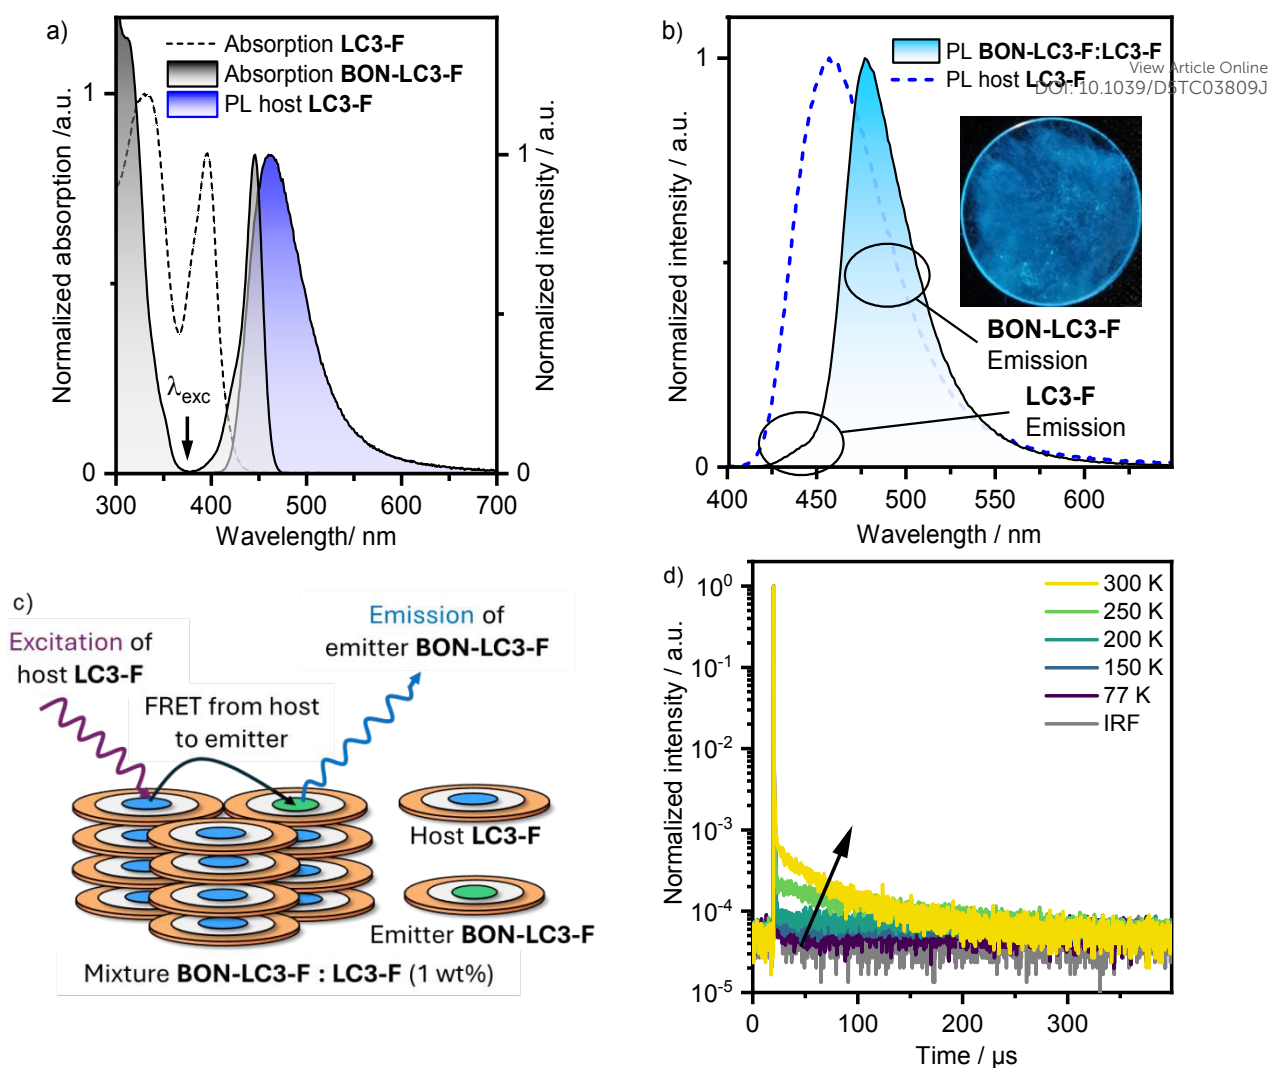 a)
Absorption LC3-F
Absorption BON-LC3-F
PL host LC3-F
1
1
Normalized absorption /a.u.
Normalized intensity / a.u.
λexc
0
0
300
400
500
600
700
Wavelength/ nm
b)
PL BON-LC3-F:LC3-F
PL host LC3-F
View Article Online
DOI: 10.1039/D5TC03809J
1
Normalized intensity / a.u.
BON-LC3-F
Emission
LC3-F
Emission
0
400
450
500
550
600
Wavelength / nm
c)
Excitation of
host LC3-F
Emission of
emitter BON-LC3-F
FRET from host
to emitter
Host LC3-F
Emitter BON-LC3-F
Mixture BON-LC3-F : LC3-F (1 wt%)
d)
300 K
250 K
200 K
150 K
77 K
IRF
10⁰
10⁻¹
10⁻²
10⁻³
10⁻⁴
10⁻⁵
Normalized intensity / a.u.
0
100
200
300
Time / µs